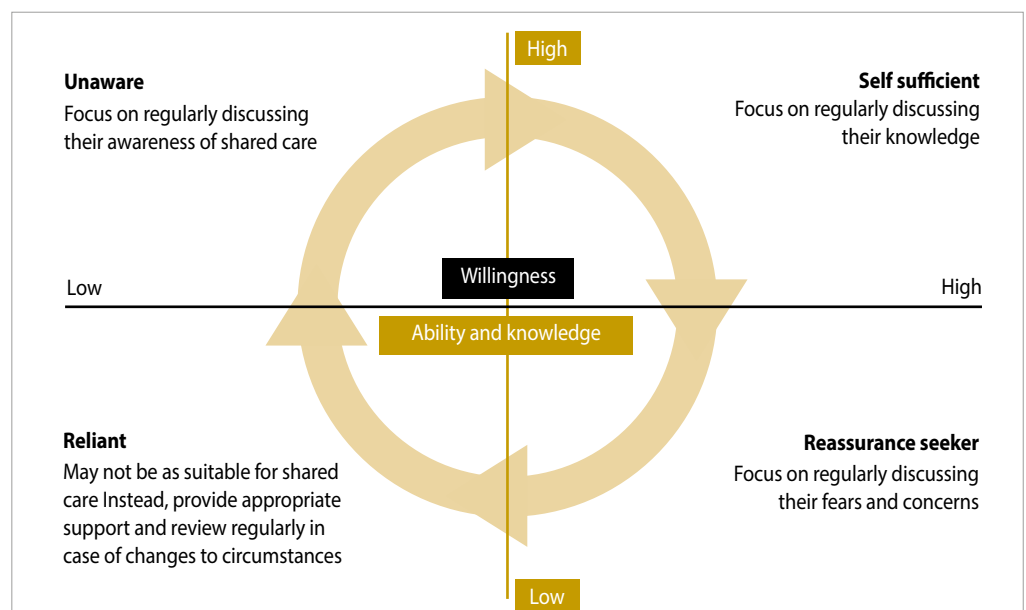 High
Unaware
Focus on regularly discussing
their awareness of shared care
Self sufficient
Focus on regularly discussing
their knowledge
Willingness
Low
High
Ability and knowledge
Reliant
May not be as suitable for shared
care Instead, provide appropriate
support and review regularly in
case of changes to circumstances
Reassurance seeker
Focus on regularly discussing
their fears and concerns
Low